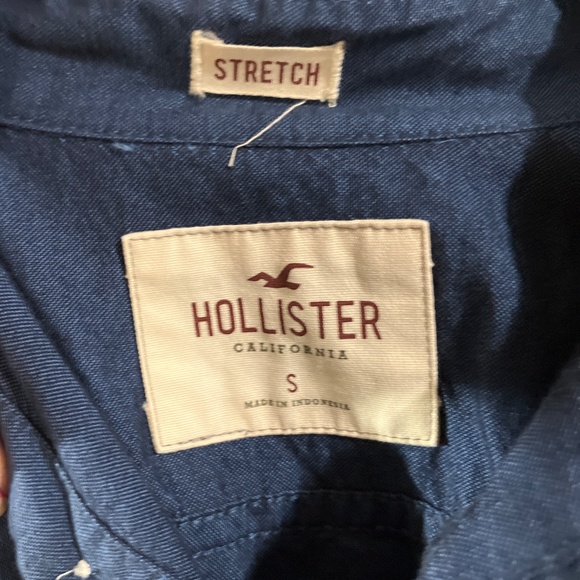 STRETCH
HOLLISTER
CALIFORNIA
S
MADE IN INDONESIA